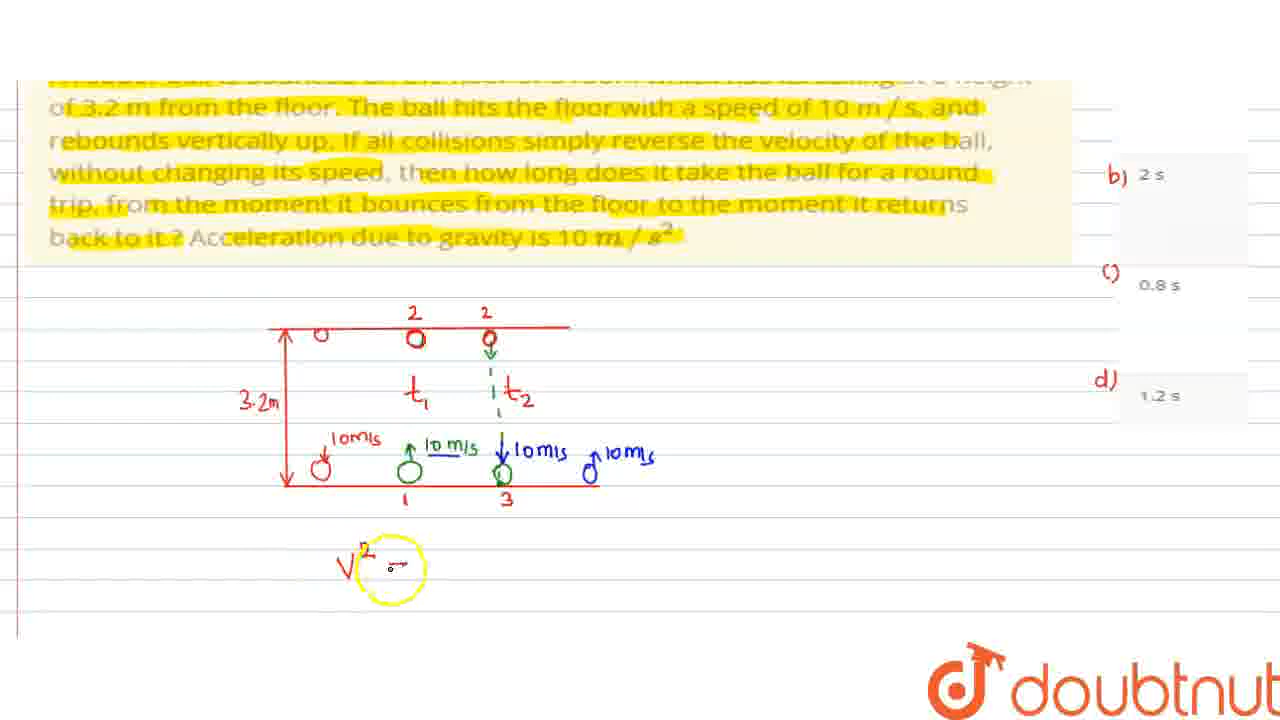 of 3.2 m from the floor. The ball hits the floor with a speed of 10 m/s, and
rebounds vertically up. If all collisions simply reverse the velocity of the ball,
without changing its speed, then how long does it take the ball for a round
trip, from the moment it bounces from the floor to the moment it returns
back to it? Acceleration due to gravity is 10 m/s²
b) 2 s
c) 0.8 s
d) 1.2 s
2 2
3.2m t₁ t₂
10m/s 10 m/s 10m/s 10m/s
1 3
V² =
doubtnut